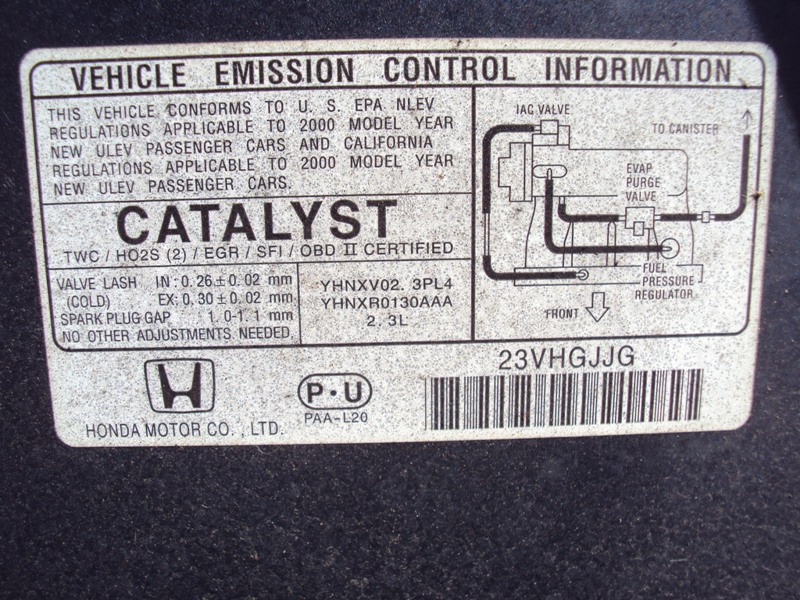 VEHICLE EMISSION CONTROL INFORMATION
THIS VEHICLE CONFORMS TO U. S. EPA NLEV
REGULATIONS APPLICABLE TO 2000 MODEL YEAR
NEW ULEV PASSENGER CARS AND CALIFORNIA
REGULATIONS APPLICABLE TO 2000 MODEL YEAR
NEW ULEV PASSENGER CARS.
CATALYST
TWC / HO2S (2) / EGR / SFI / OBD II CERTIFIED
VALVE LASH IN: 0.26±0.02 mm
(COLD) EX: 0.30±0.02 mm
SPARK PLUG GAP 1.0-1.1 mm
NO OTHER ADJUSTMENTS NEEDED.
YHNXV02. 3PL4
YHNXR0130AAA
2. 3L
IAC VALVE
TO CANISTER
EVAP
PURGE
VALVE
FUEL
PRESSURE
REGULATOR
FRONT
HONDA MOTOR CO., LTD.
P·U
PAA-L20
23VHGJJG